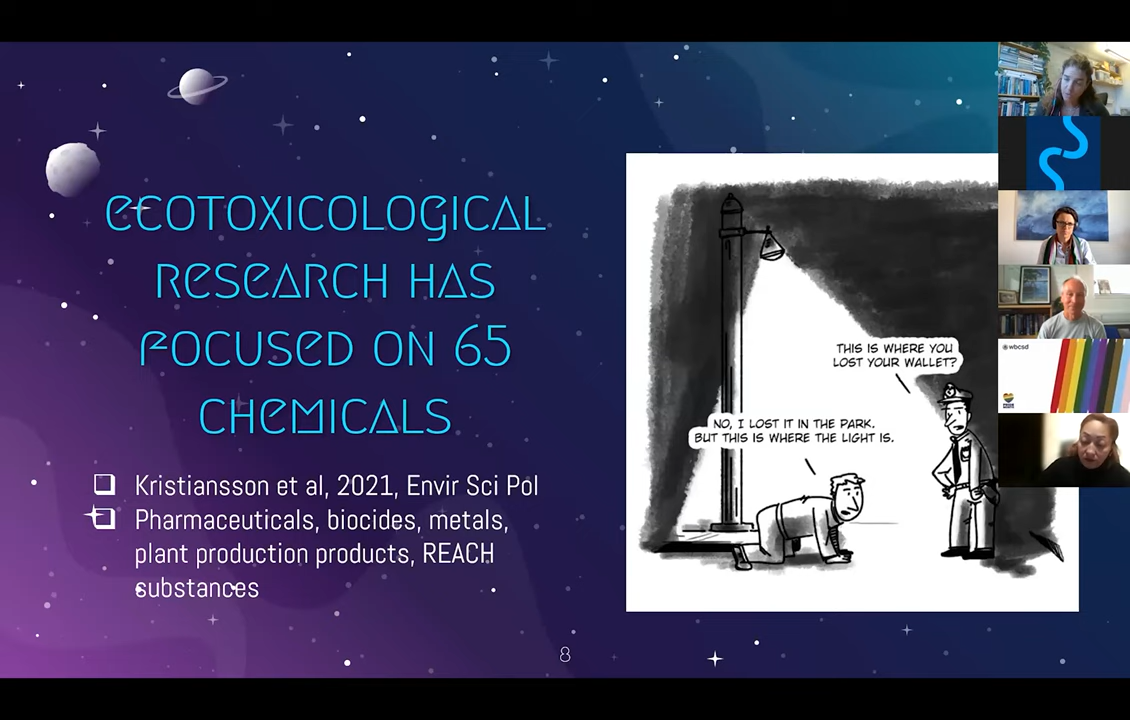 ECOTOXICOLOGICAL
RESEARCH HAS
FOCUSED ON 65
CHEMICALS
Kristiansson et al, 2021, Envir Sci Pol
Pharmaceuticals, biocides, metals,
plant production products, REACH
substances
THIS IS WHERE YOU
LOST YOUR WALLET?
NO, I LOST IT IN THE PARK.
BUT THIS IS WHERE THE LIGHT IS.
wbcsd
8